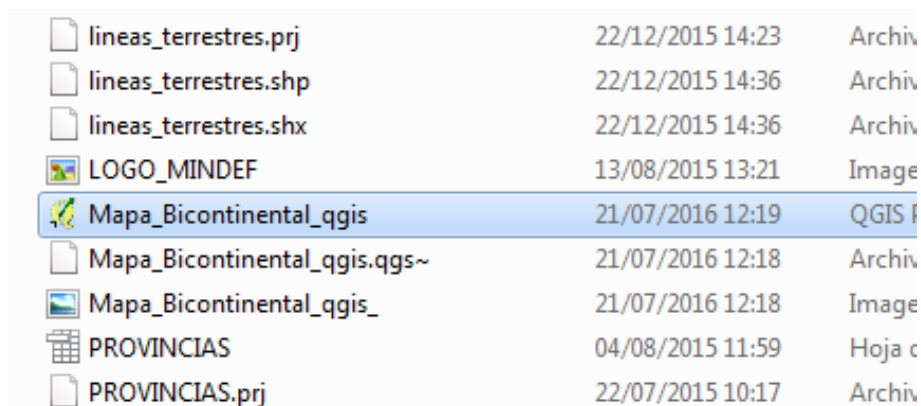 lineas_terrestres.prj 22/12/2015 14:23 Archiv
lineas_terrestres.shp 22/12/2015 14:36 Archiv
lineas_terrestres.shx 22/12/2015 14:36 Archiv
LOGO_MINDEF 13/08/2015 13:21 Image
Mapa_Bicontinental_qgis 21/07/2016 12:19 QGIS P
Mapa_Bicontinental_qgis.qgs~ 21/07/2016 12:18 Archiv
Mapa_Bicontinental_qgis_ 21/07/2016 12:18 Image
PROVINCIAS 04/08/2015 11:59 Hoja d
PROVINCIAS.prj 22/07/2015 10:17 Archiv